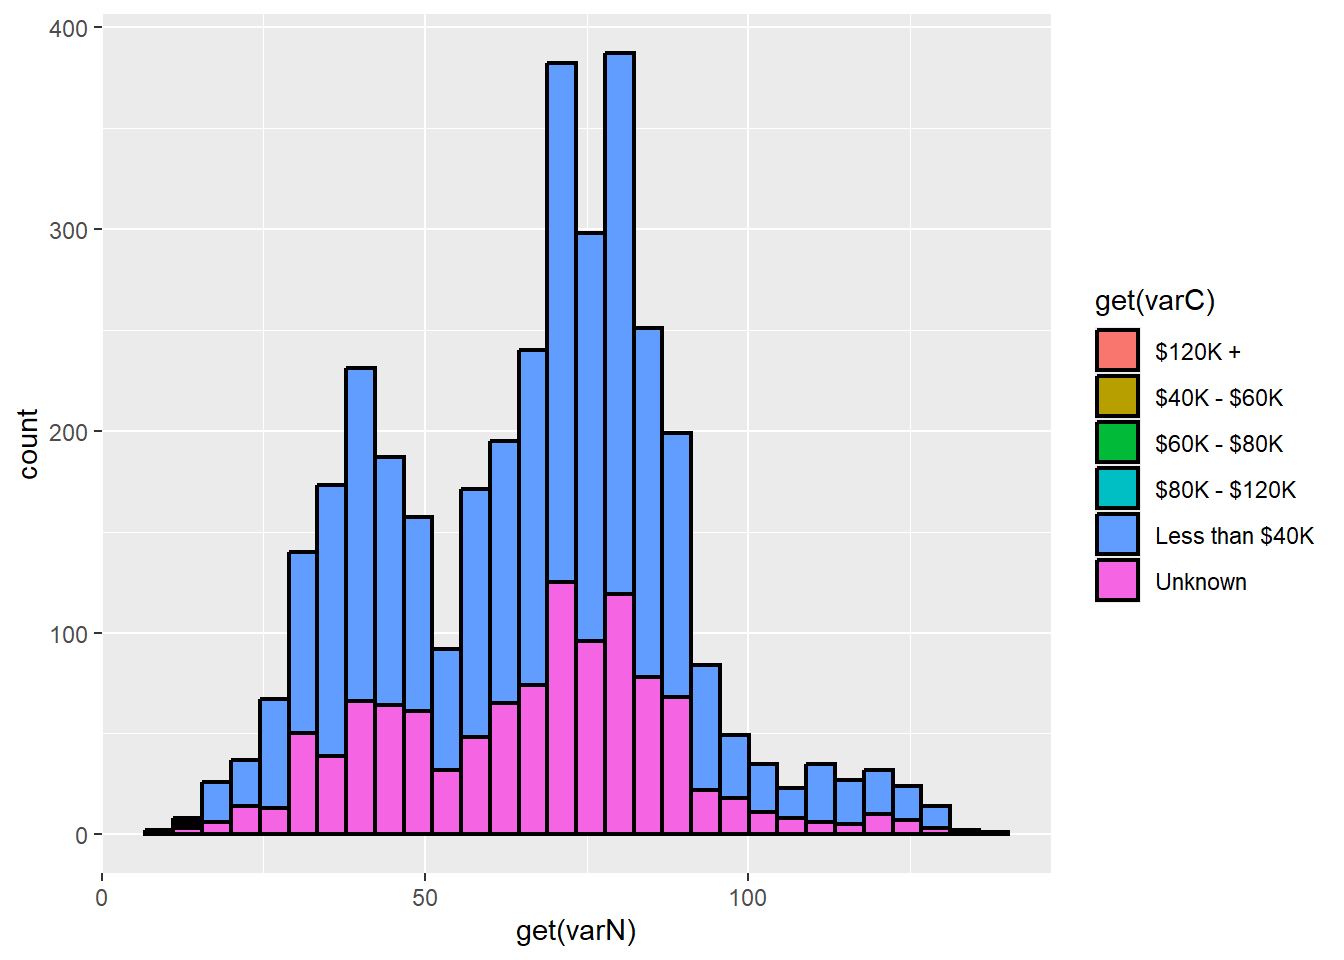 400
300
200
100
0
count
0
50
100
get(varN)
get(varC)
$120K +
$40K - $60K
$60K - $80K
$80K - $120K
Less than $40K
Unknown